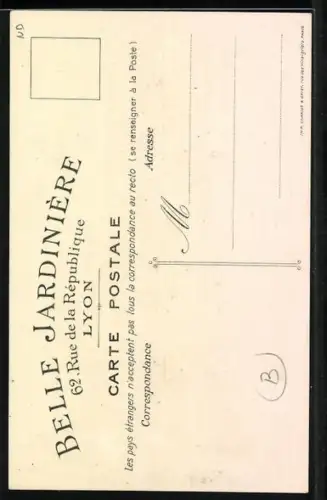 ND
BELLE JARDINIÈRE
62, Rue de la République
LYON
CARTE POSTALE
Les pays étrangers n'acceptent pas tous la correspondance au recto (se renseigner à la Poste)
Correspondance
Adresse
M
B